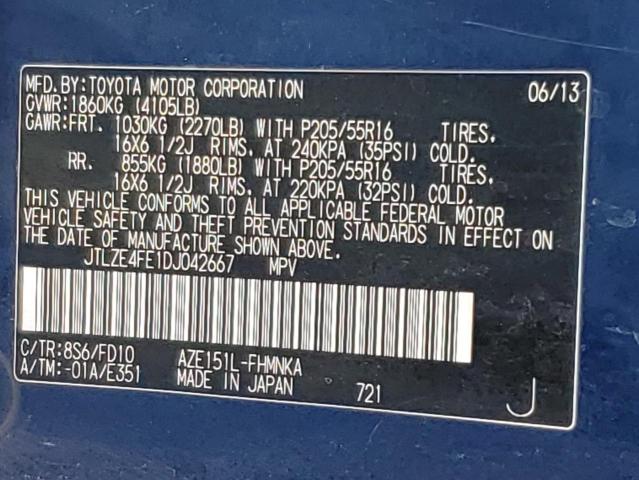 MFD.BY:TOYOTA MOTOR CORPORATION 06/13
GVWR:1860KG (4105LB)
GAWR:FRT. 1030KG (2270LB) WITH P205/55R16 TIRES,
16X6 1/2J RIMS, AT 240KPA (35PSI) COLD.
RR. 855KG (1880LB) WITH P205/55R16 TIRES,
16X6 1/2J RIMS, AT 220KPA (32PSI) COLD.
THIS VEHICLE CONFORMS TO ALL APPLICABLE FEDERAL MOTOR
VEHICLE SAFETY AND THEFT PREVENTION STANDARDS IN EFFECT ON
THE DATE OF MANUFACTURE SHOWN ABOVE.
JTLZE4FE1DJ042667 MPV
C/TR:8S6/FD10 AZE151L-FHMNKA
A/TM:-01A/E351 MADE IN JAPAN 721 J